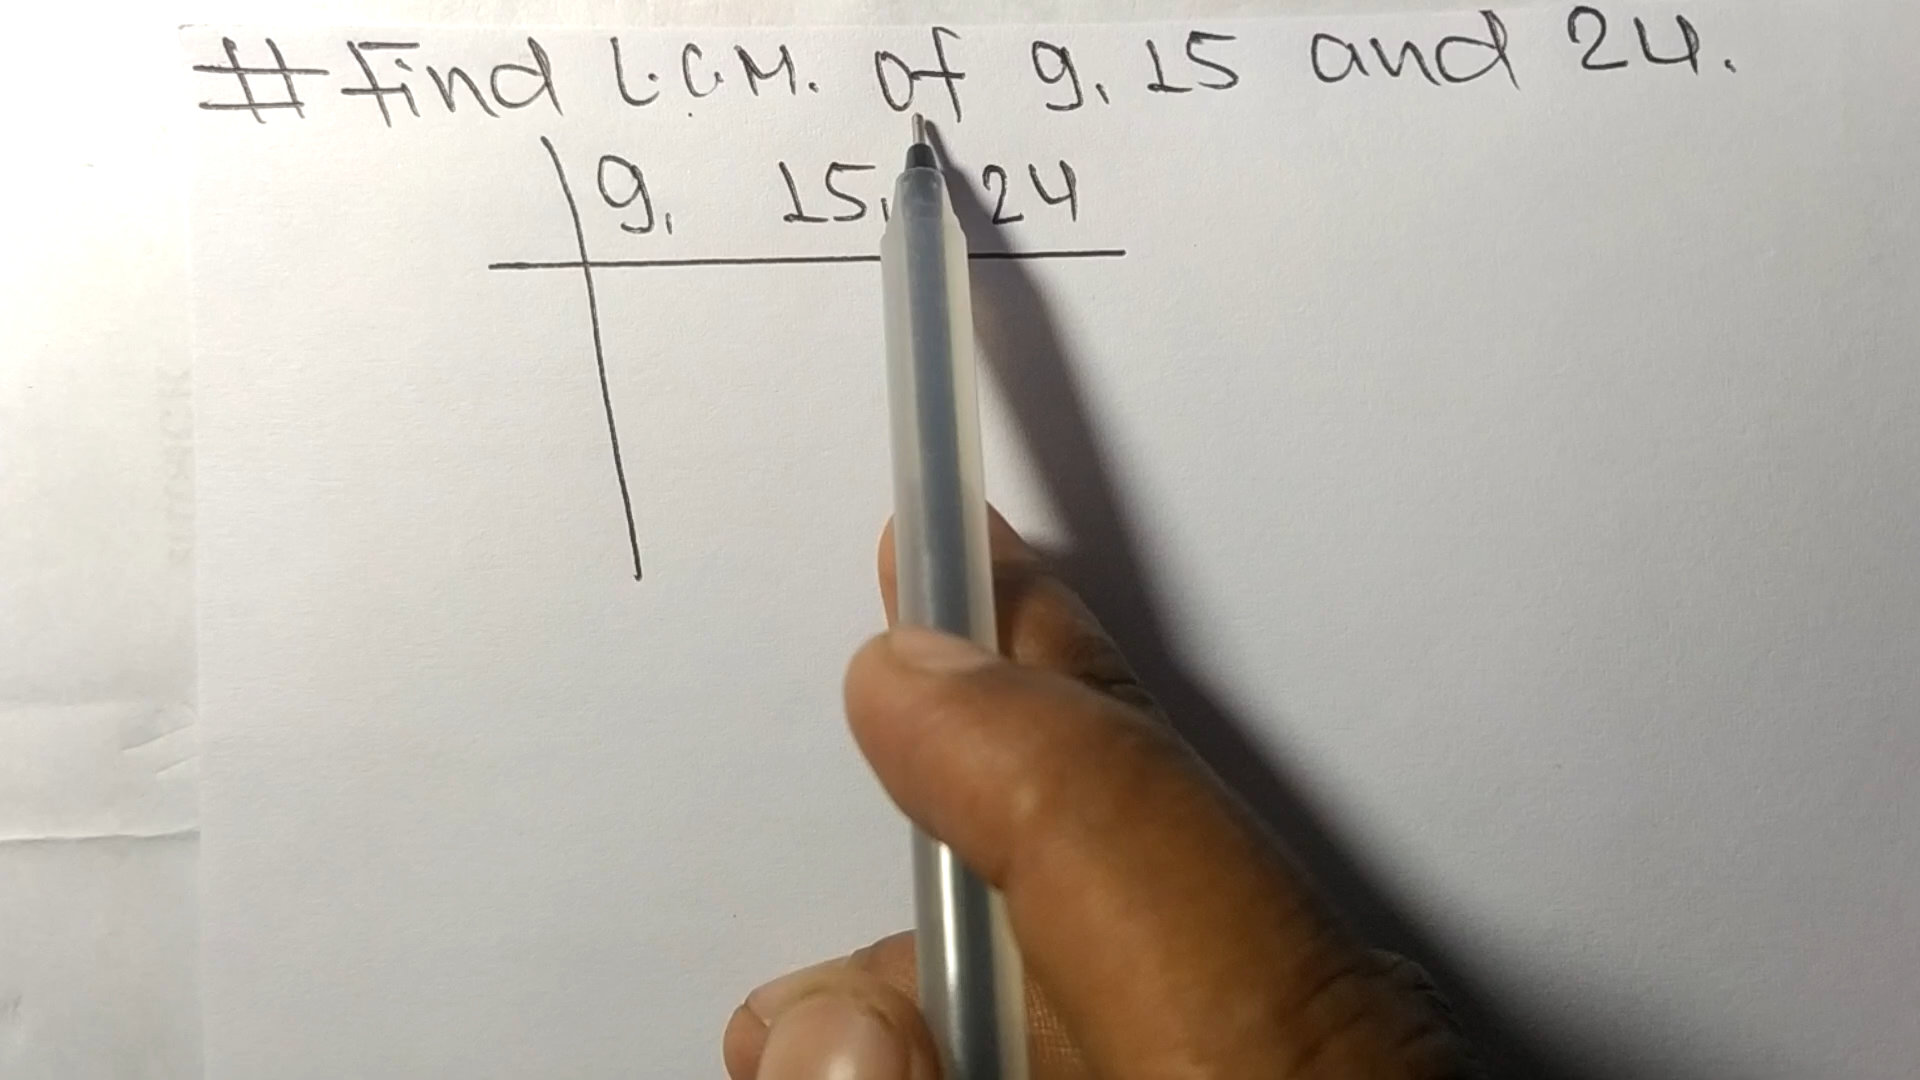 # Find L.C.M. of 9, 15 and 24.
9, 15, 24